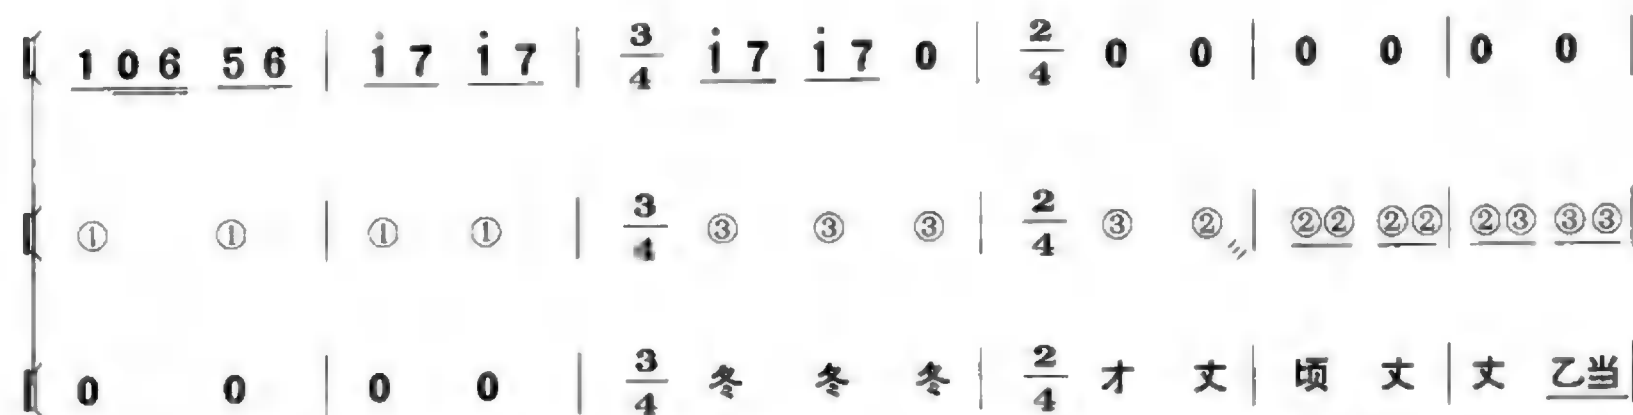 1 0 6 5 6 | i 7 i 7 | 3/4 i 7 i 7 0 | 2/4 0 0 | 0 0 | 0 0 |
① ① | ① ① | 3/4 ③ ③ ③ | 2/4 ③ ② | ②② ②② | ②③ ③③ |
0 0 | 0 0 | 3/4 冬 冬 冬 | 2/4 才 丈 | 顷 丈 | 丈 乙当 |